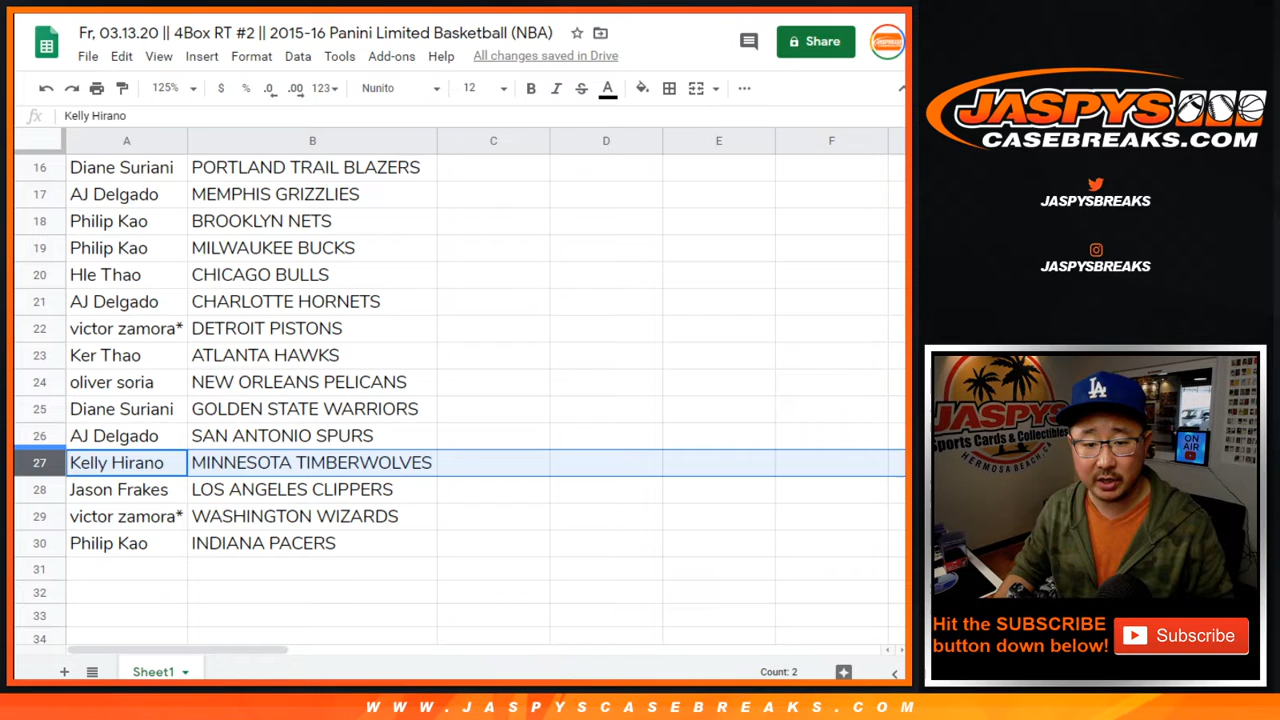 Fr, 03.13.20 || 4Box RT #2 || 2015-16 Panini Limited Basketball (NBA)
File Edit View Insert Format Data Tools Add-ons Help All changes saved in Drive
Share
125% $ % .0 .00 123 Nunito 12 B I S A
fx Kelly Hirano
A B C D E F
16 Diane Suriani PORTLAND TRAIL BLAZERS
17 AJ Delgado MEMPHIS GRIZZLIES
18 Philip Kao BROOKLYN NETS
19 Philip Kao MILWAUKEE BUCKS
20 Hle Thao CHICAGO BULLS
21 AJ Delgado CHARLOTTE HORNETS
22 victor zamora* DETROIT PISTONS
23 Ker Thao ATLANTA HAWKS
24 oliver soria NEW ORLEANS PELICANS
25 Diane Suriani GOLDEN STATE WARRIORS
26 AJ Delgado SAN ANTONIO SPURS
27 Kelly Hirano MINNESOTA TIMBERWOLVES
28 Jason Frakes LOS ANGELES CLIPPERS
29 victor zamora* WASHINGTON WIZARDS
30 Philip Kao INDIANA PACERS
31
32
33
34
Sheet1
Count: 2
JASPYS
CASEBREAKS.COM
JASPYSBREAKS
JASPYSBREAKS
JASPYS
Sports Cards & Collectibles
HERMOSA BEACH, CA
LA
ON AIR
Hit the SUBSCRIBE
button down below!
Subscribe
WWW.JASPYSCASEBREAKS.COM